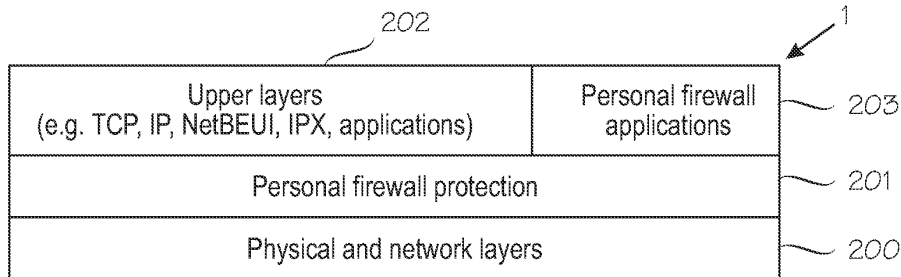 202
1
Upper layers
(e.g. TCP, IP, NetBEUI, IPX, applications)
Personal firewall
applications
203
Personal firewall protection
201
Physical and network layers
200